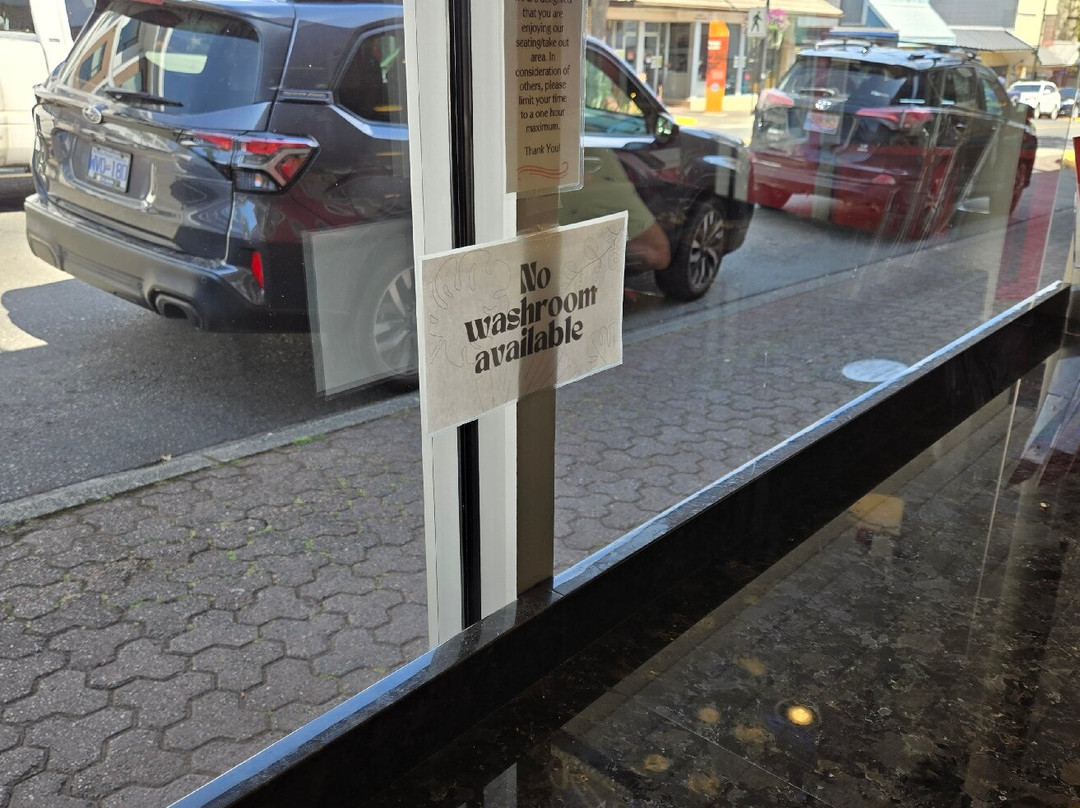 that you are
enjoying our
seating/take out
area. In
consideration of
others, please
limit your time
to a one hour
maximum.
Thank You!
No
washroom
available